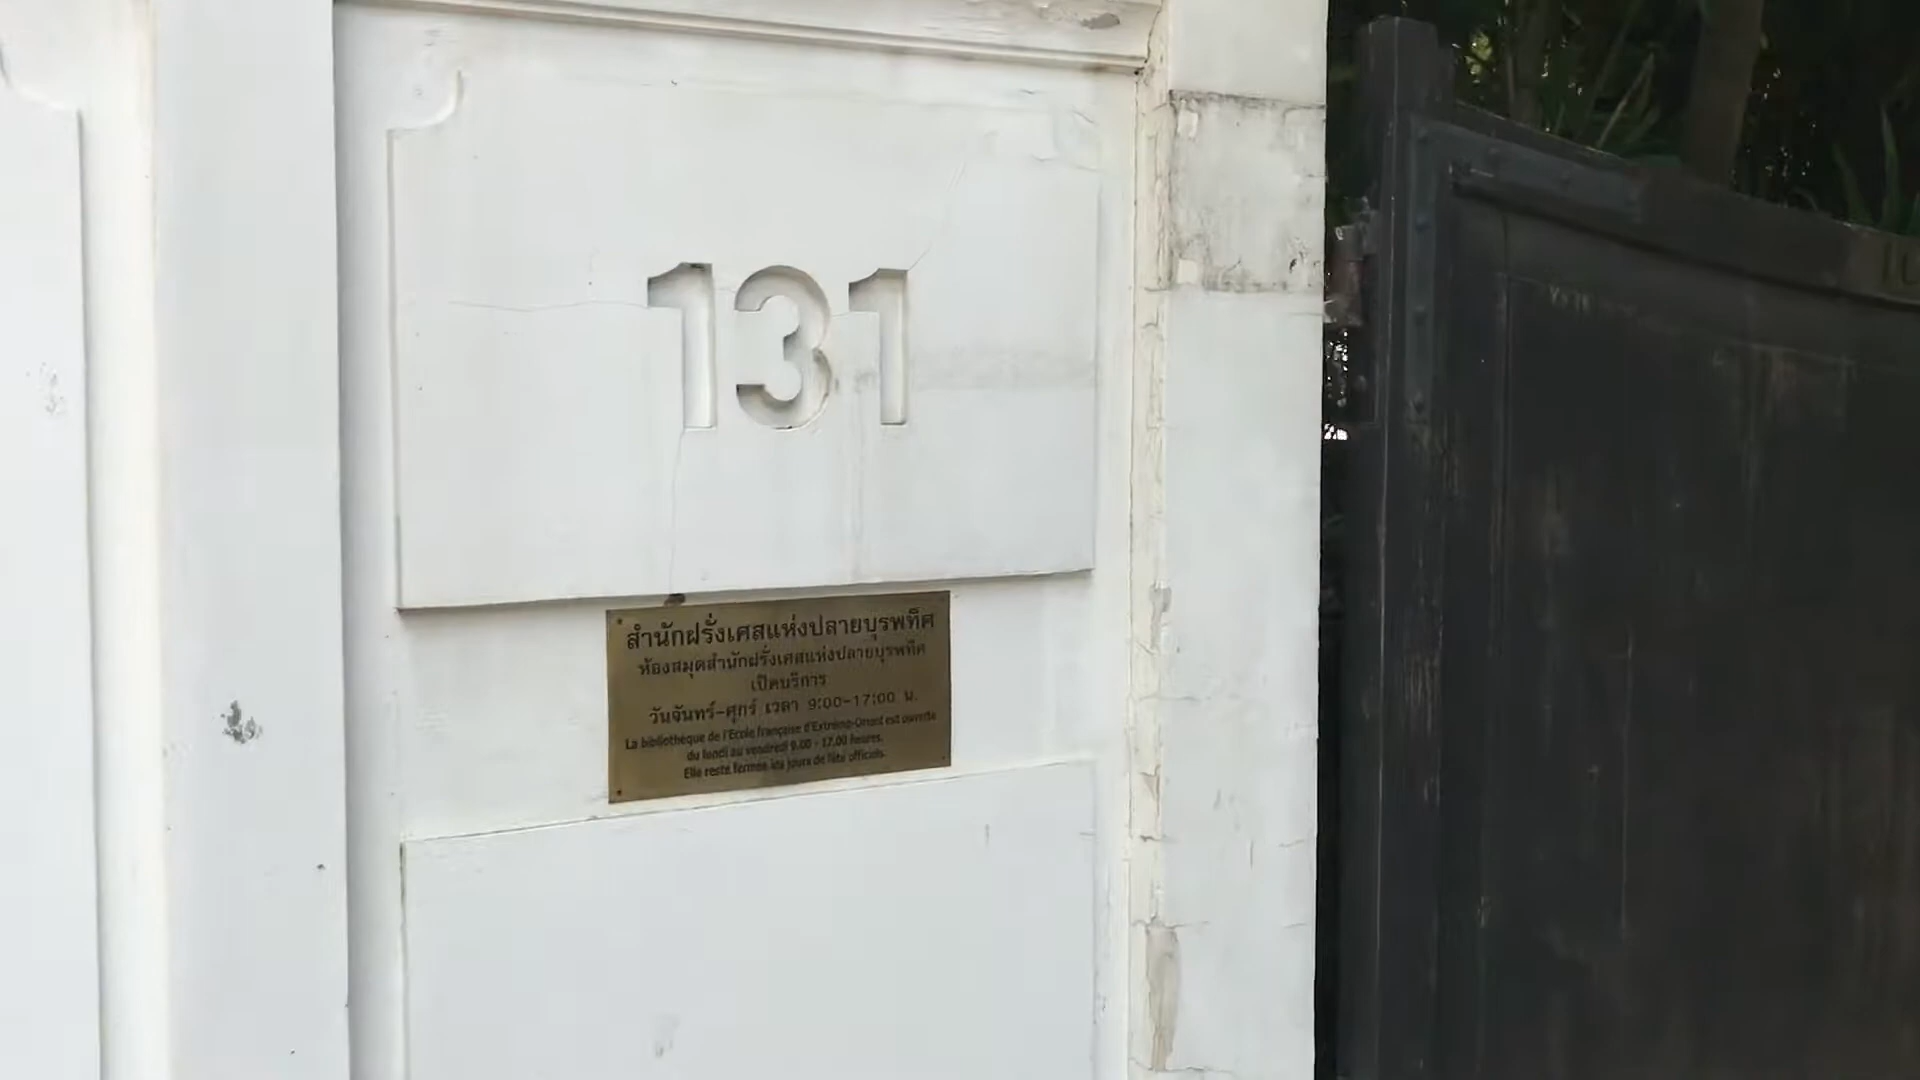 131
สำนักฝรั่งเศสแห่งปลายบุรพทิศ
ห้องสมุดสำนักฝรั่งเศสแห่งปลายบุรพทิศ
เปิดบริการ
วันจันทร์-ศุกร์ เวลา 9:00-17:00 น.
La bibliothèque de l'Ecole française d'Extrême-Orient est ouverte
du lundi au vendredi 9.00 - 17.00 heures.
Elle reste fermée les jours de fête officiels.